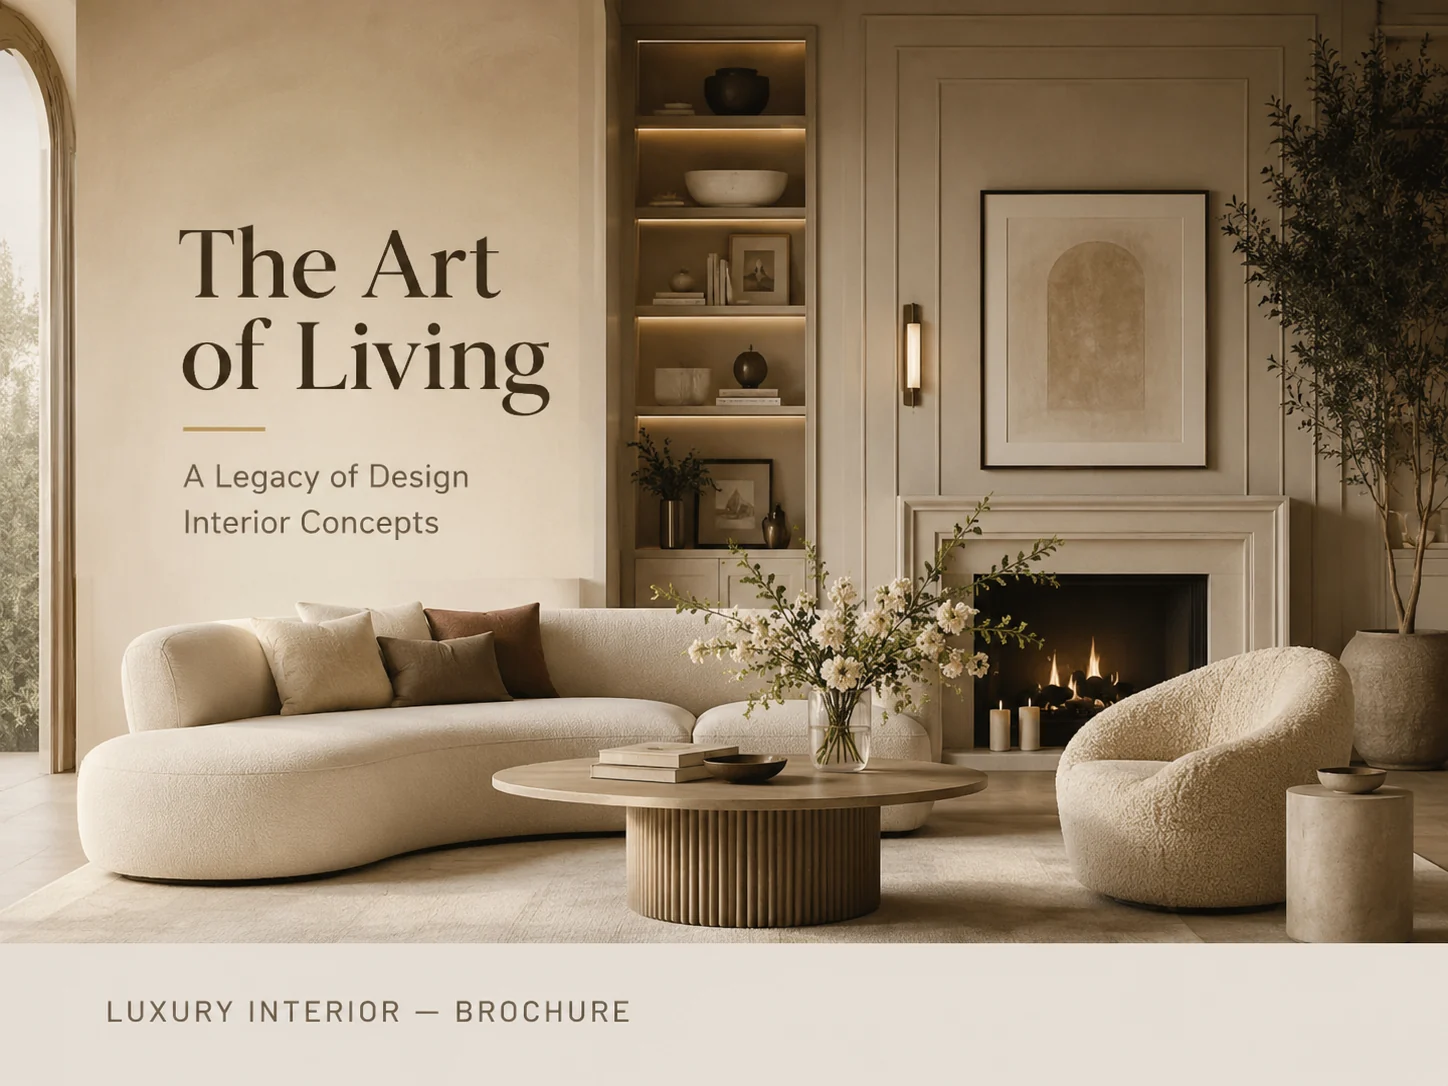 The Art
of Living
A Legacy of Design
Interior Concepts
LUXURY INTERIOR — BROCHURE